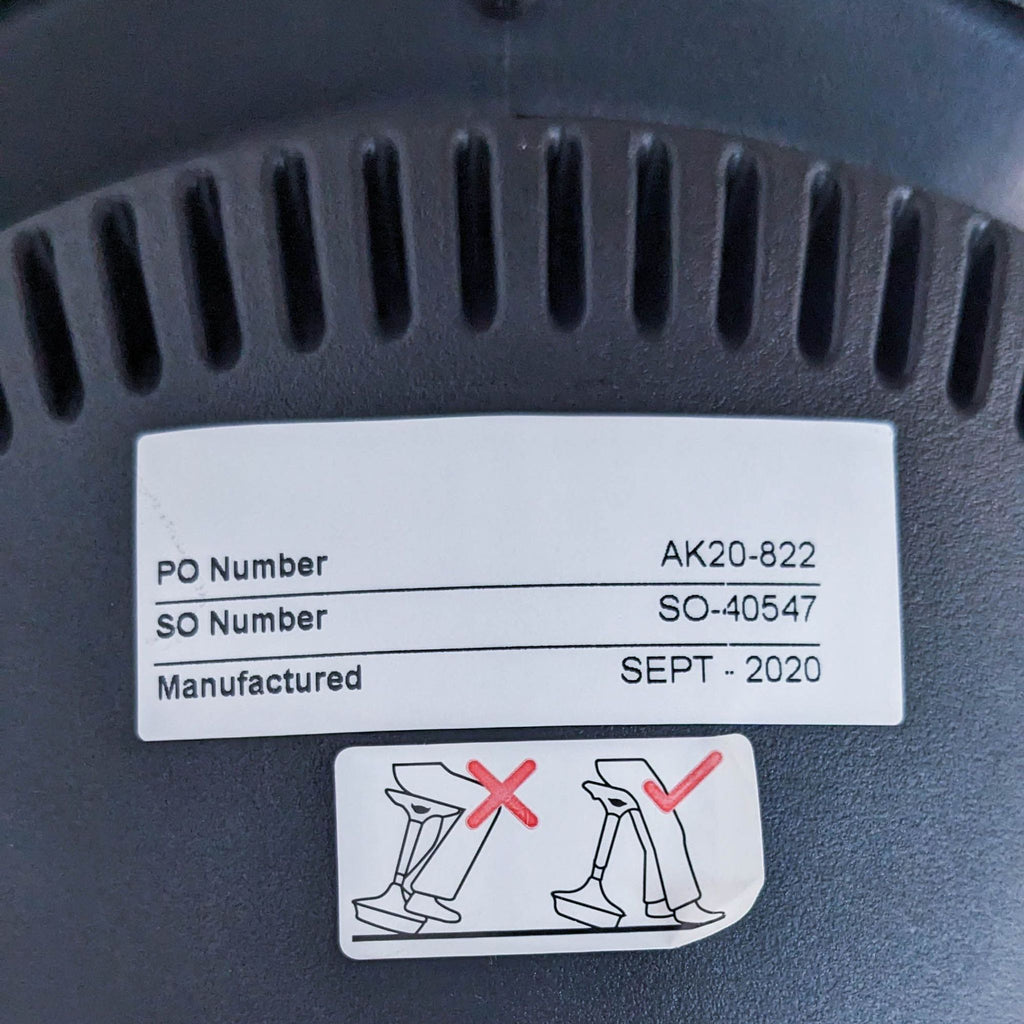 PO Number AK20-822
SO Number SO-40547
Manufactured SEPT - 2020